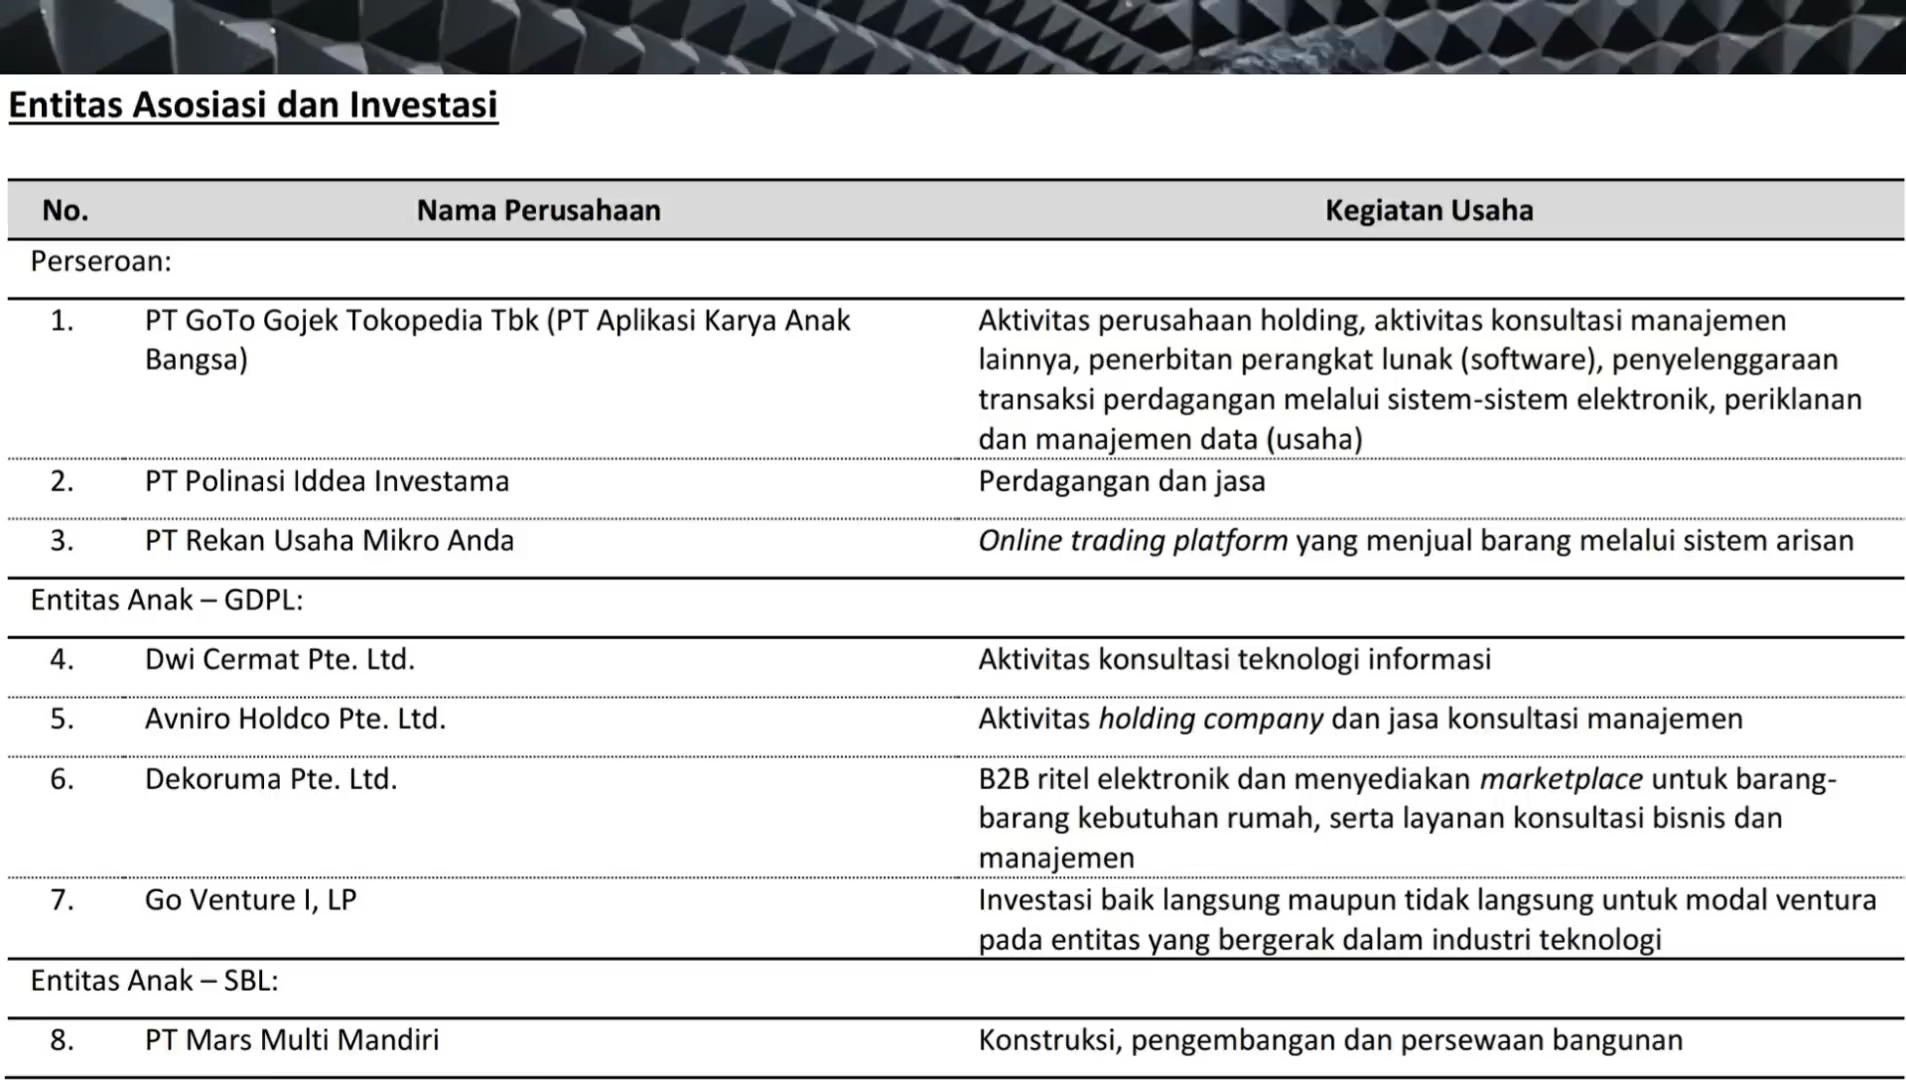 Entitas Asosiasi dan Investasi
No. Nama Perusahaan Kegiatan Usaha
Perseroan:
1. PT GoTo Gojek Tokopedia Tbk (PT Aplikasi Karya Anak Bangsa) Aktivitas perusahaan holding, aktivitas konsultasi manajemen
lainnya, penerbitan perangkat lunak (software), penyelenggaraan
transaksi perdagangan melalui sistem-sistem elektronik, periklanan
dan manajemen data (usaha)
2. PT Polinasi Iddea Investama Perdagangan dan jasa
3. PT Rekan Usaha Mikro Anda Online trading platform yang menjual barang melalui sistem arisan
Entitas Anak – GDPL:
4. Dwi Cermat Pte. Ltd. Aktivitas konsultasi teknologi informasi
5. Avniro Holdco Pte. Ltd. Aktivitas holding company dan jasa konsultasi manajemen
6. Dekoruma Pte. Ltd. B2B ritel elektronik dan menyediakan marketplace untuk barang-
barang kebutuhan rumah, serta layanan konsultasi bisnis dan
manajemen
7. Go Venture I, LP Investasi baik langsung maupun tidak langsung untuk modal ventura
pada entitas yang bergerak dalam industri teknologi
Entitas Anak – SBL:
8. PT Mars Multi Mandiri Konstruksi, pengembangan dan persewaan bangunan